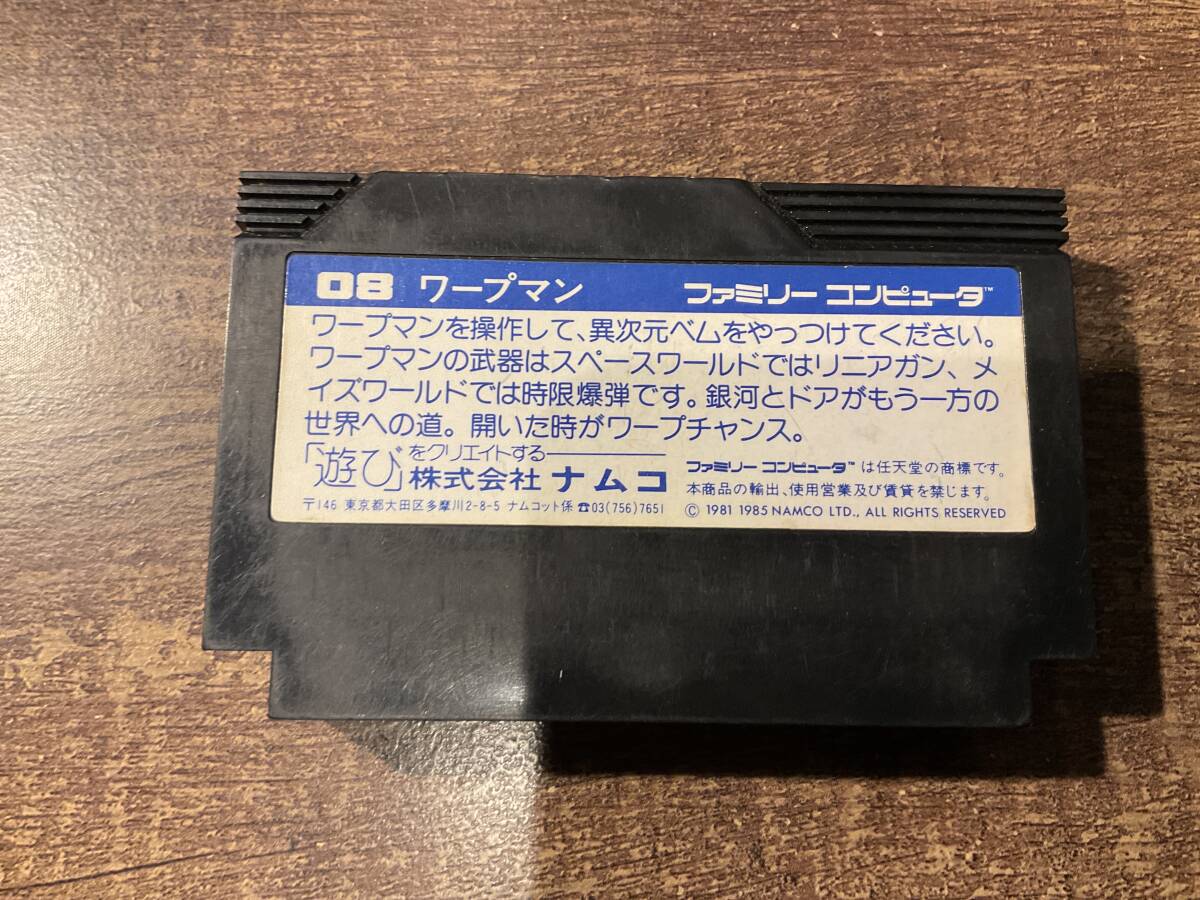 08 ワープマン ファミリー コンピュータ™
ワープマンを操作して、異次元ベムをやっつけてください。
ワープマンの武器はスペースワールドではリニアガン、メ
イズワールドでは時限爆弾です。銀河とドアがもう一方の
世界への道。開いた時がワープチャンス。
「遊び」をクリエイトする
株式会社 ナムコ
〒146 東京都大田区多摩川2-8-5 ナムコット係 ☎03(756)7651
ファミリー コンピュータ™ は任天堂の商標です。
本商品の輸出、使用営業及び賃貸を禁じます。
© 1981 1985 NAMCO LTD., ALL RIGHTS RESERVED